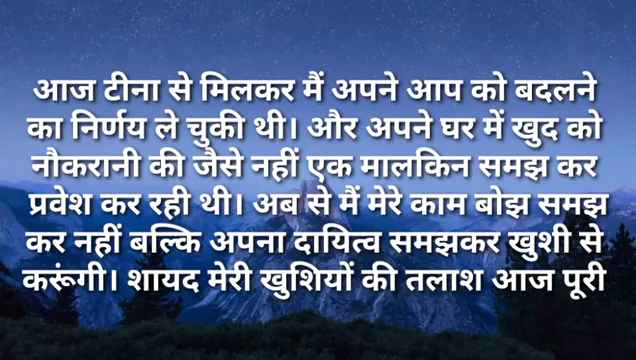 आज टीना से मिलकर मैं अपने आप को बदलने
का निर्णय ले चुकी थी। और अपने घर में खुद को
नौकरानी की जैसे नहीं एक मालकिन समझ कर
प्रवेश कर रही थी। अब से मैं मेरे काम बोझ समझ
कर नहीं बल्कि अपना दायित्व समझकर खुशी से
करूंगी। शायद मेरी खुशियों की तलाश आज पूरी